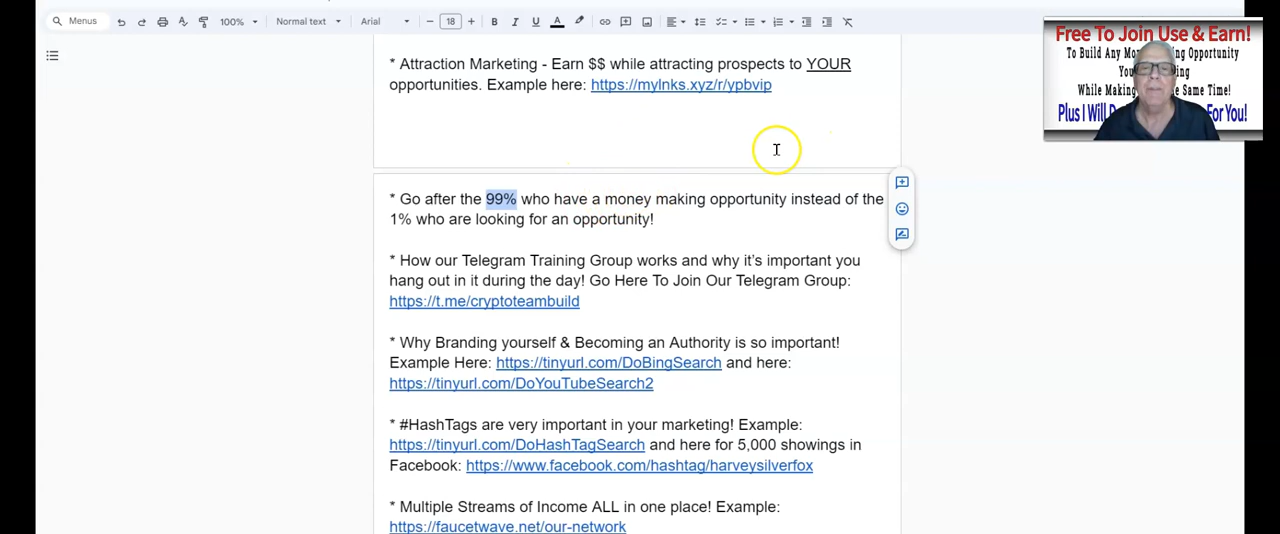 Menus
100%
Normal text
Arial
18
B I U A
* Attraction Marketing - Earn $$ while attracting prospects to YOUR
opportunities. Example here: https://mylnks.xyz/r/ypbvip
* Go after the 99% who have a money making opportunity instead of the
1% who are looking for an opportunity!
* How our Telegram Training Group works and why it’s important you
hang out in it during the day! Go Here To Join Our Telegram Group:
https://t.me/cryptoteambuild
* Why Branding yourself & Becoming an Authority is so important!
Example Here: https://tinyurl.com/DoBingSearch and here:
https://tinyurl.com/DoYouTubeSearch2
* #HashTags are very important in your marketing! Example:
https://tinyurl.com/DoHashTagSearch and here for 5,000 showings in
Facebook: https://www.facebook.com/hashtag/harveysilverfox
* Multiple Streams of Income ALL in one place! Example:
https://faucetwave.net/our-network
Free To Join Use & Earn!
To Build Any Mo ing Opportunity
You ing
While Making e Same Time!
Plus I Will D For You!